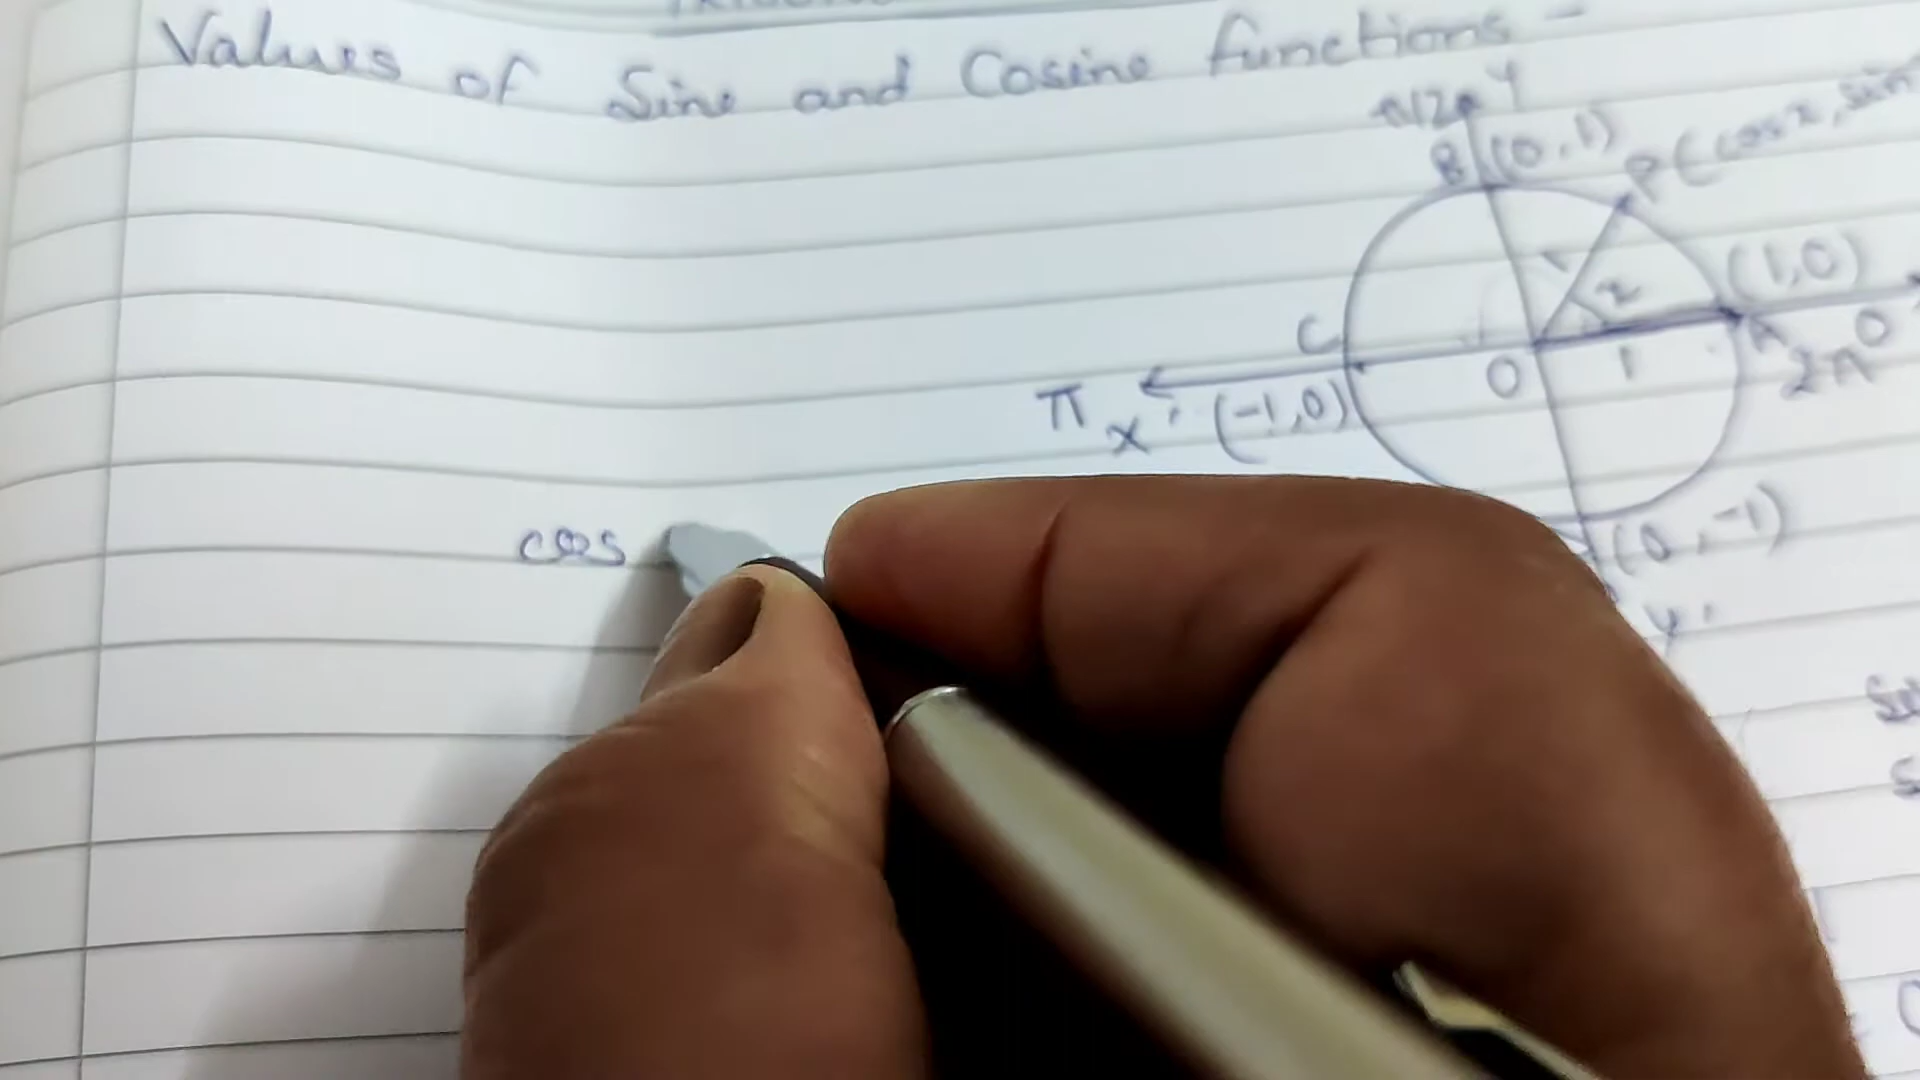 Values of Sine and Cosine functions -
π/2 Y
B (0,1) P(cos x, sin
(1,0)
r x
C O 1 A 0
2π
π X' (-1,0)
cos
(0,-1)
Y'